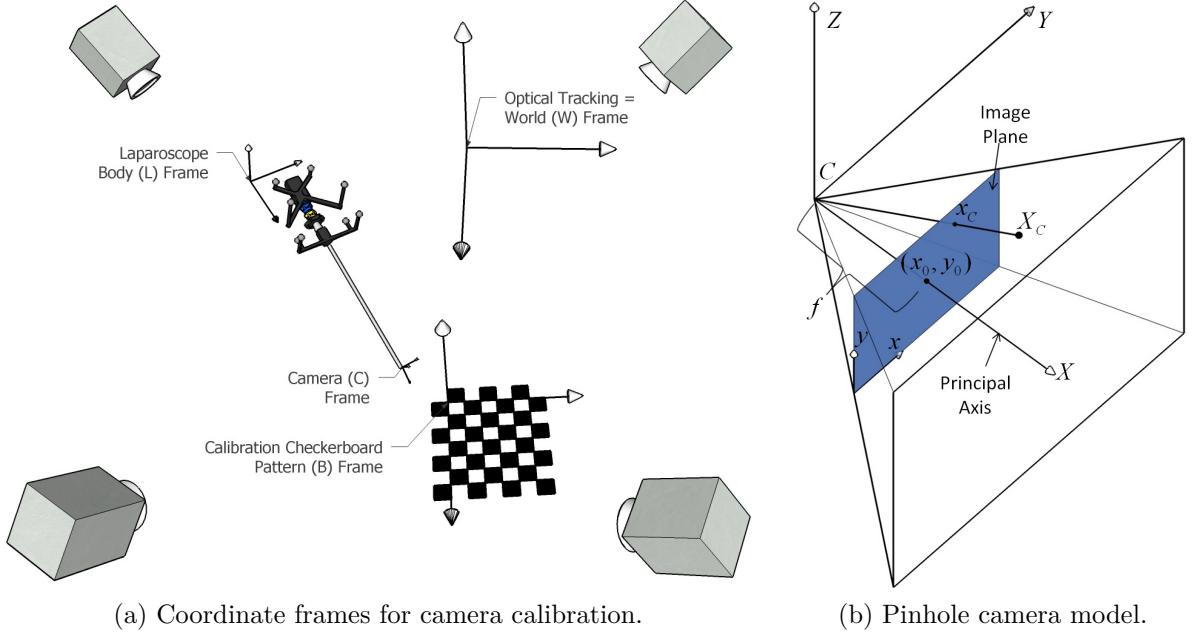 Optical Tracking =
World (W) Frame
Laparoscope
Body (L) Frame
Camera (C)
Frame
Calibration Checkerboard
Pattern (B) Frame
(a) Coordinate frames for camera calibration.
Z
Y
Image
Plane
C
x_C
X_C
(x_0, y_0)
f
y
x
X
Principal
Axis
(b) Pinhole camera model.